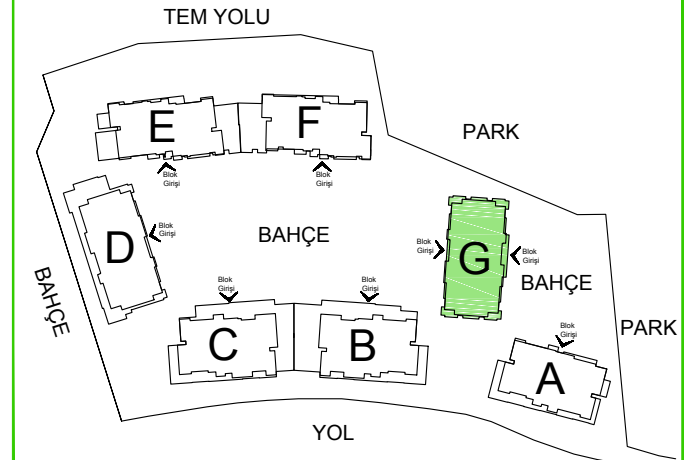 TEM YOLU
PARK
E
F
Blok
Girişi
Blok
Girişi
D
Blok
Girişi
BAHÇE
Blok
Girişi
G
Blok
Girişi
BAHÇE
BAHÇE
Blok
Girişi
Blok
Girişi
C
B
Blok
Girişi
PARK
A
YOL